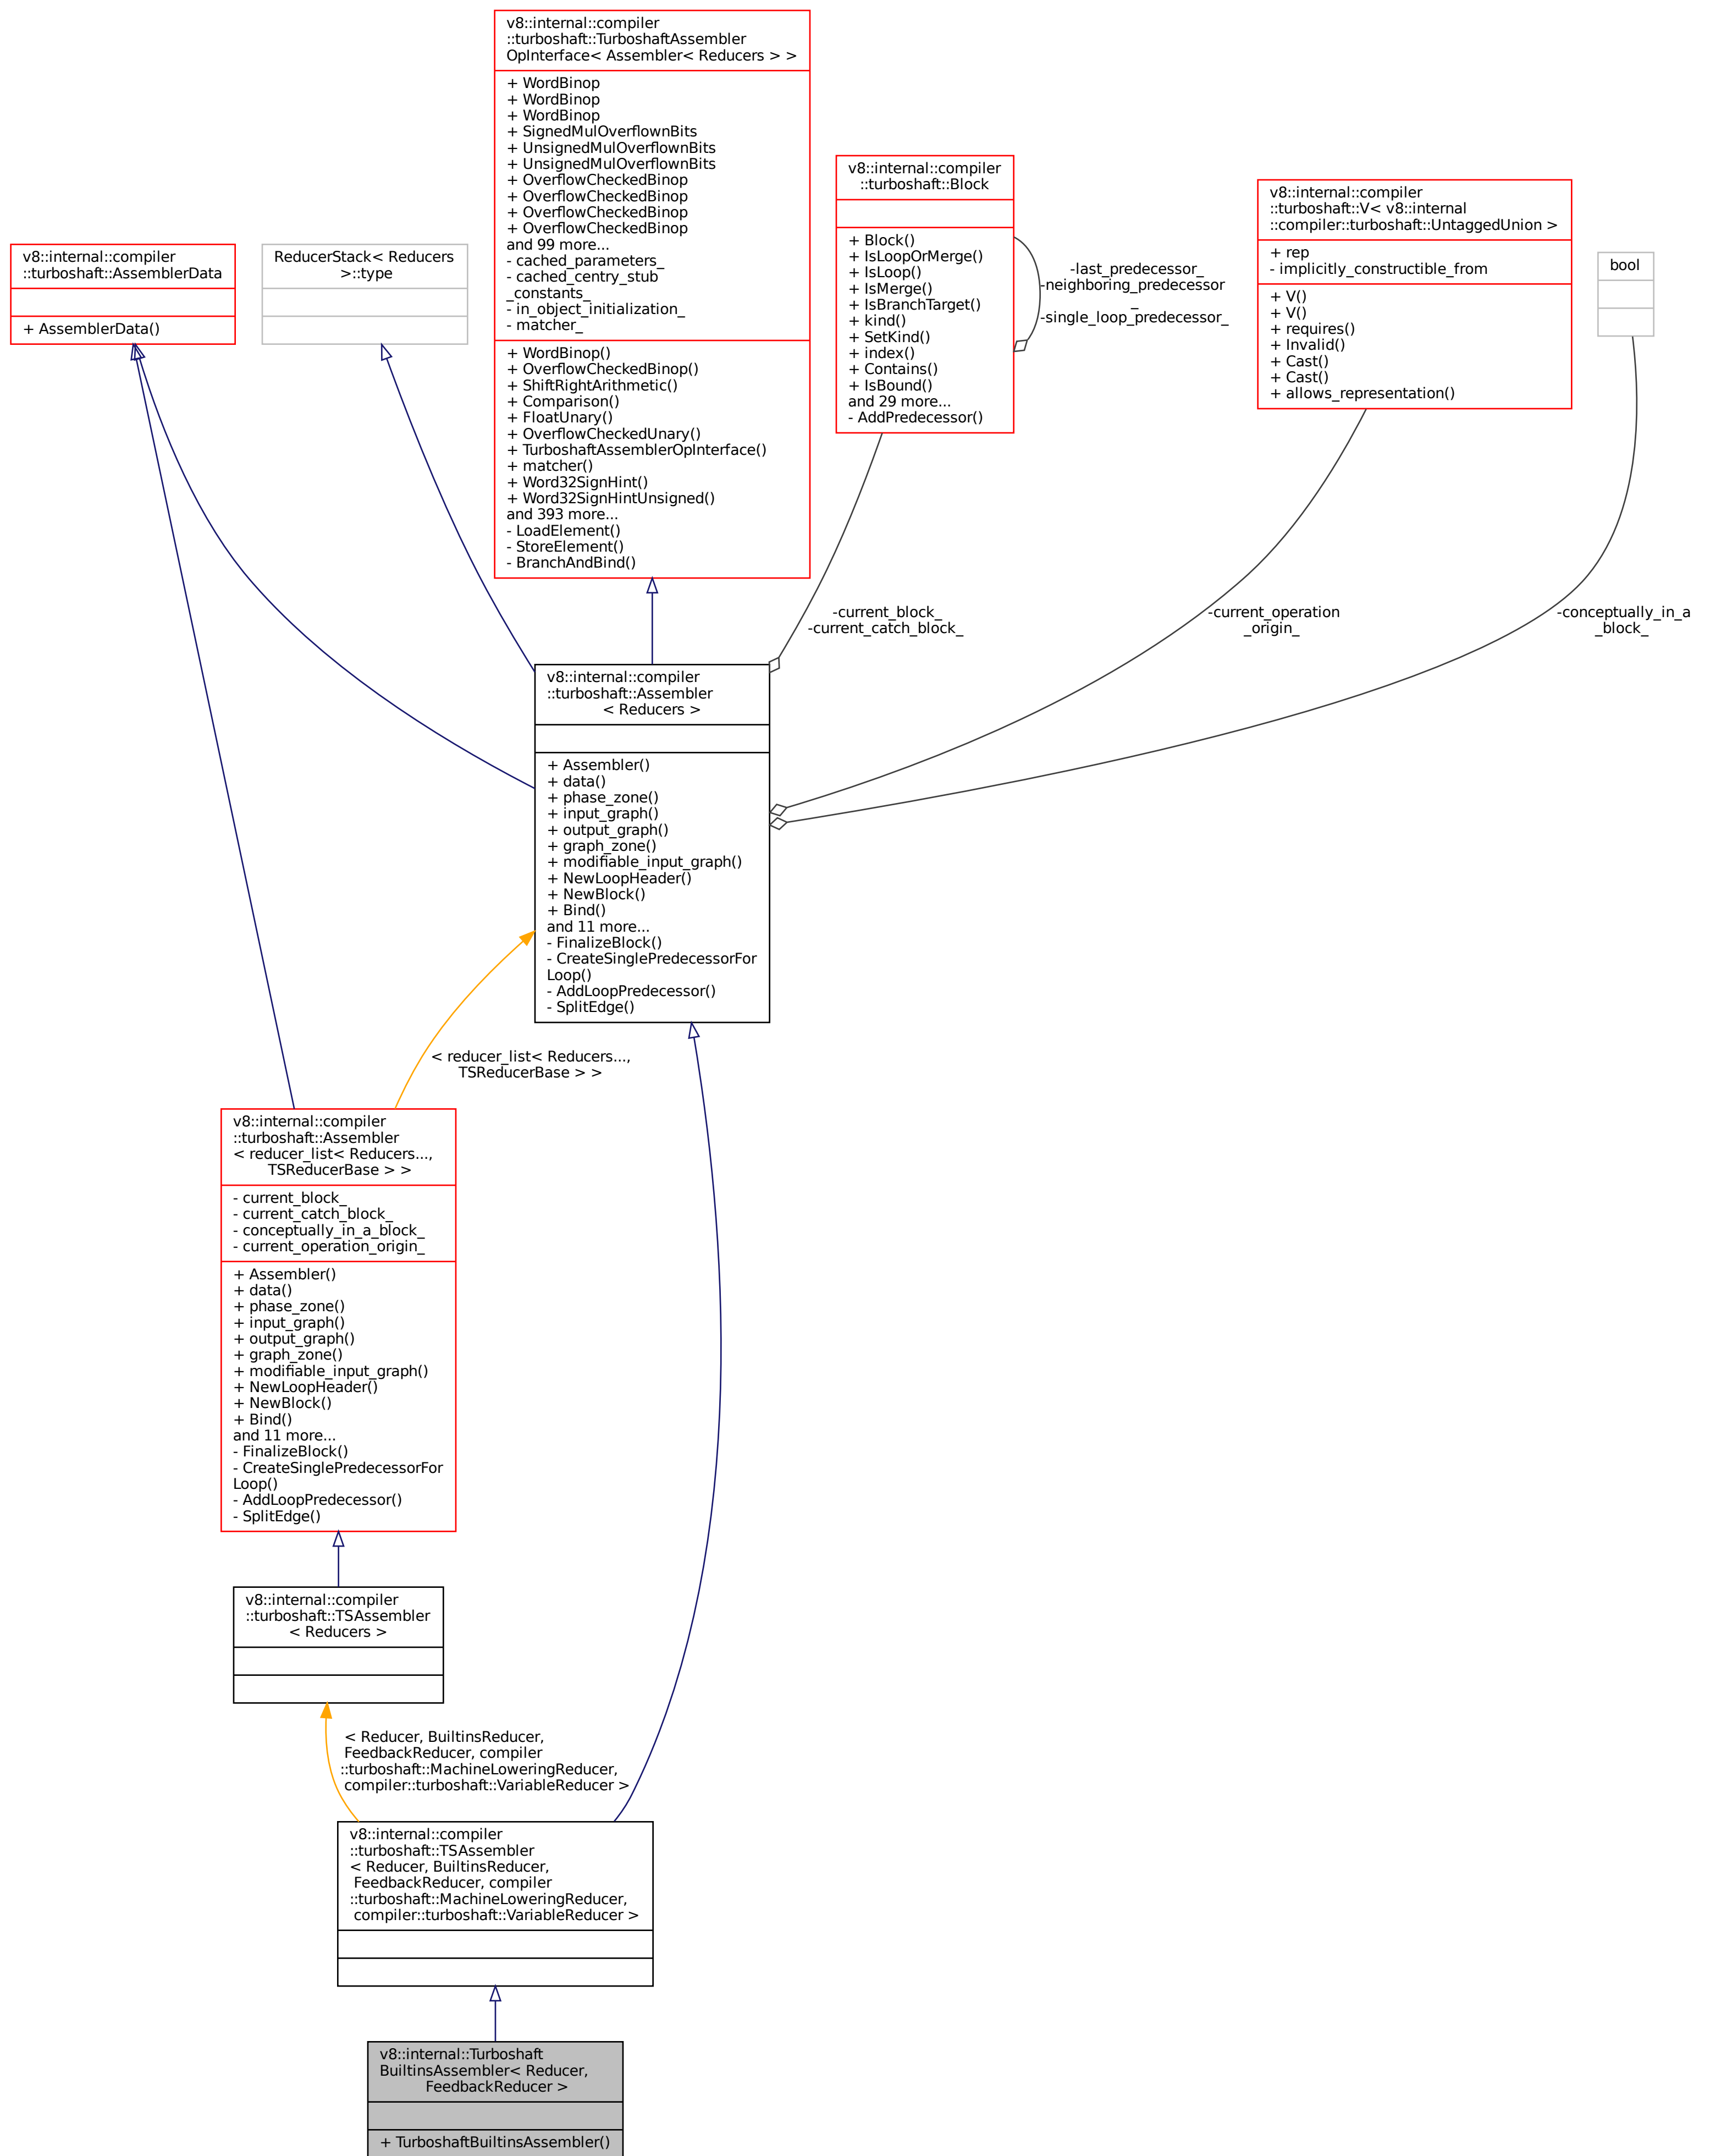 v8::internal::compiler
::turboshaft::TurboshaftAssembler
OpInterface< Assembler< Reducers > >
+ WordBinop
+ WordBinop
+ WordBinop
+ SignedMulOverflownBits
+ UnsignedMulOverflownBits
+ UnsignedMulOverflownBits
+ OverflowCheckedBinop
+ OverflowCheckedBinop
+ OverflowCheckedBinop
+ OverflowCheckedBinop
and 99 more...
- cached_parameters_
- cached_centry_stub
_constants_
- in_object_initialization_
- matcher_
+ WordBinop()
+ OverflowCheckedBinop()
+ ShiftRightArithmetic()
+ Comparison()
+ FloatUnary()
+ OverflowCheckedUnary()
+ TurboshaftAssemblerOpInterface()
+ matcher()
+ Word32SignHint()
+ Word32SignHintUnsigned()
and 393 more...
- LoadElement()
- StoreElement()
- BranchAndBind()
v8::internal::compiler
::turboshaft::Block
+ Block()
+ IsLoopOrMerge()
+ IsLoop()
+ IsMerge()
+ IsBranchTarget()
+ kind()
+ SetKind()
+ index()
+ Contains()
+ IsBound()
and 29 more...
- AddPredecessor()
-last_predecessor_
-neighboring_predecessor
_
-single_loop_predecessor_
v8::internal::compiler
::turboshaft::V< v8::internal
::compiler::turboshaft::UntaggedUnion >
+ rep
- implicitly_constructible_from
+ V()
+ V()
+ requires()
+ Invalid()
+ Cast()
+ Cast()
+ allows_representation()
bool
v8::internal::compiler
::turboshaft::AssemblerData
+ AssemblerData()
ReducerStack< Reducers
>::type
-current_block_
-current_catch_block_
-current_operation
_origin_
-conceptually_in_a
_block_
v8::internal::compiler
::turboshaft::Assembler
< Reducers >
+ Assembler()
+ data()
+ phase_zone()
+ input_graph()
+ output_graph()
+ graph_zone()
+ modifiable_input_graph()
+ NewLoopHeader()
+ NewBlock()
+ Bind()
and 11 more...
- FinalizeBlock()
- CreateSinglePredecessorFor
Loop()
- AddLoopPredecessor()
- SplitEdge()
< reducer_list< Reducers...,
TSReducerBase > >
v8::internal::compiler
::turboshaft::Assembler
< reducer_list< Reducers...,
TSReducerBase > >
- current_block_
- current_catch_block_
- conceptually_in_a_block_
- current_operation_origin_
+ Assembler()
+ data()
+ phase_zone()
+ input_graph()
+ output_graph()
+ graph_zone()
+ modifiable_input_graph()
+ NewLoopHeader()
+ NewBlock()
+ Bind()
and 11 more...
- FinalizeBlock()
- CreateSinglePredecessorFor
Loop()
- AddLoopPredecessor()
- SplitEdge()
v8::internal::compiler
::turboshaft::TSAssembler
< Reducers >
< Reducer, BuiltinsReducer,
FeedbackReducer, compiler
::turboshaft::MachineLoweringReducer,
compiler::turboshaft::VariableReducer >
v8::internal::compiler
::turboshaft::TSAssembler
< Reducer, BuiltinsReducer,
FeedbackReducer, compiler
::turboshaft::MachineLoweringReducer,
compiler::turboshaft::VariableReducer >
v8::internal::Turboshaft
BuiltinsAssembler< Reducer,
FeedbackReducer >
+ TurboshaftBuiltinsAssembler()